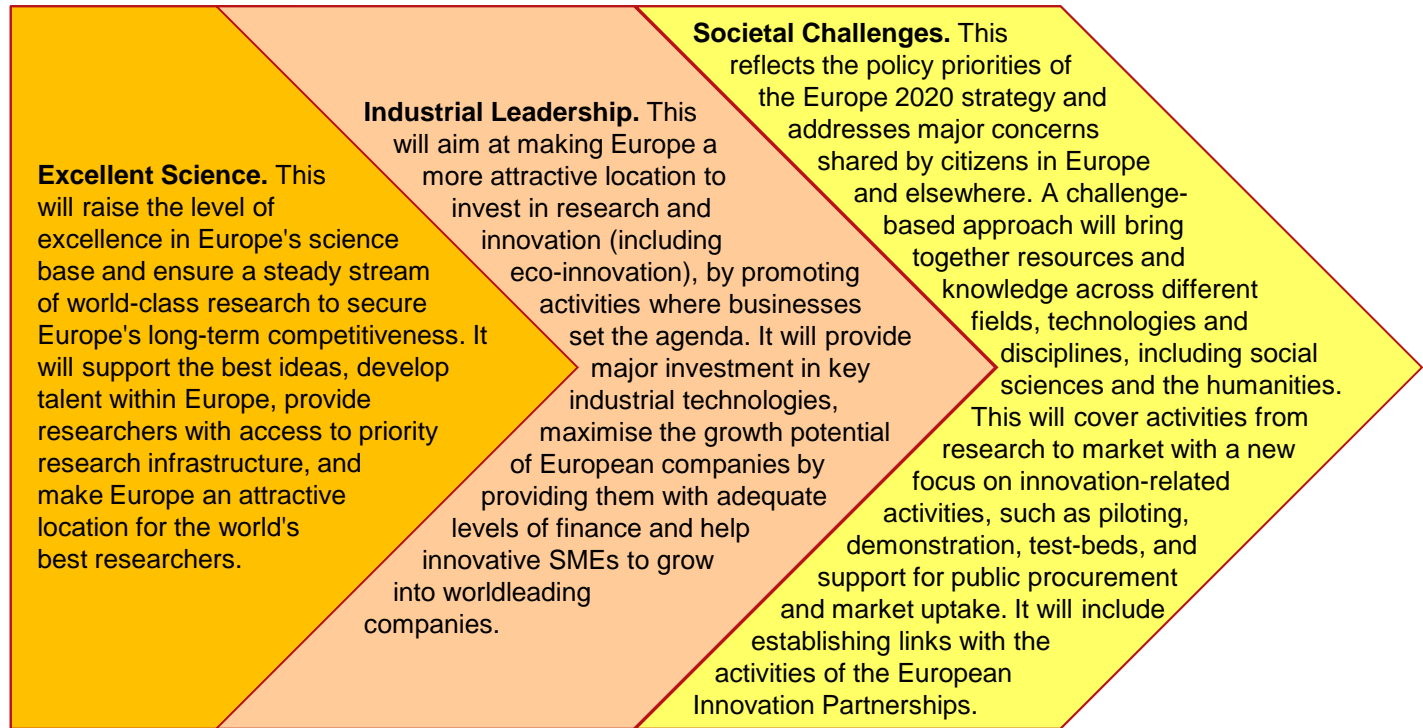 Excellent Science. This
will raise the level of
excellence in Europe's science
base and ensure a steady stream
of world-class research to secure
Europe's long-term competitiveness. It
will support the best ideas, develop
talent within Europe, provide
researchers with access to priority
research infrastructure, and
make Europe an attractive
location for the world's
best researchers.
Industrial Leadership. This
will aim at making Europe a
more attractive location to
invest in research and
innovation (including
eco-innovation), by promoting
activities where businesses
set the agenda. It will provide
major investment in key
industrial technologies,
maximise the growth potential
of European companies by
providing them with adequate
levels of finance and help
innovative SMEs to grow
into worldleading
companies.
Societal Challenges. This
reflects the policy priorities of
the Europe 2020 strategy and
addresses major concerns
shared by citizens in Europe
and elsewhere. A challenge-
based approach will bring
together resources and
knowledge across different
fields, technologies and
disciplines, including social
sciences and the humanities.
This will cover activities from
research to market with a new
focus on innovation-related
activities, such as piloting,
demonstration, test-beds, and
support for public procurement
and market uptake. It will include
establishing links with the
activities of the European
Innovation Partnerships.